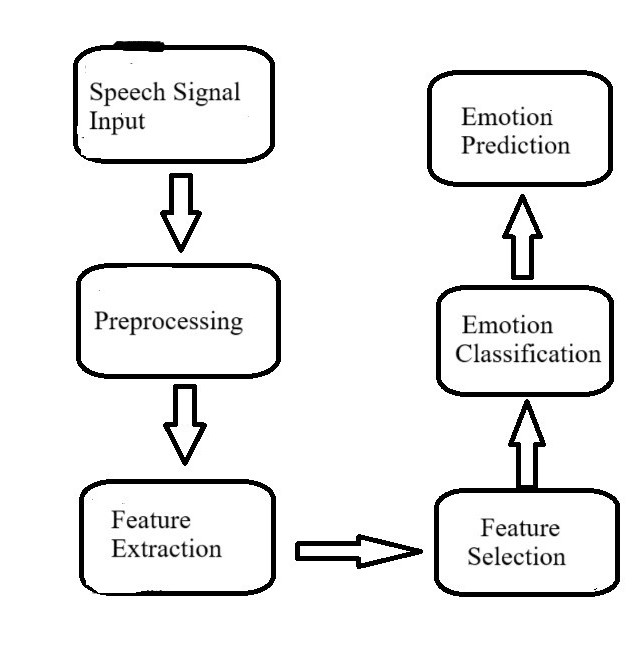 Speech Signal
Input
Preprocessing
Feature
Extraction
Feature
Selection
Emotion
Classification
Emotion
Prediction